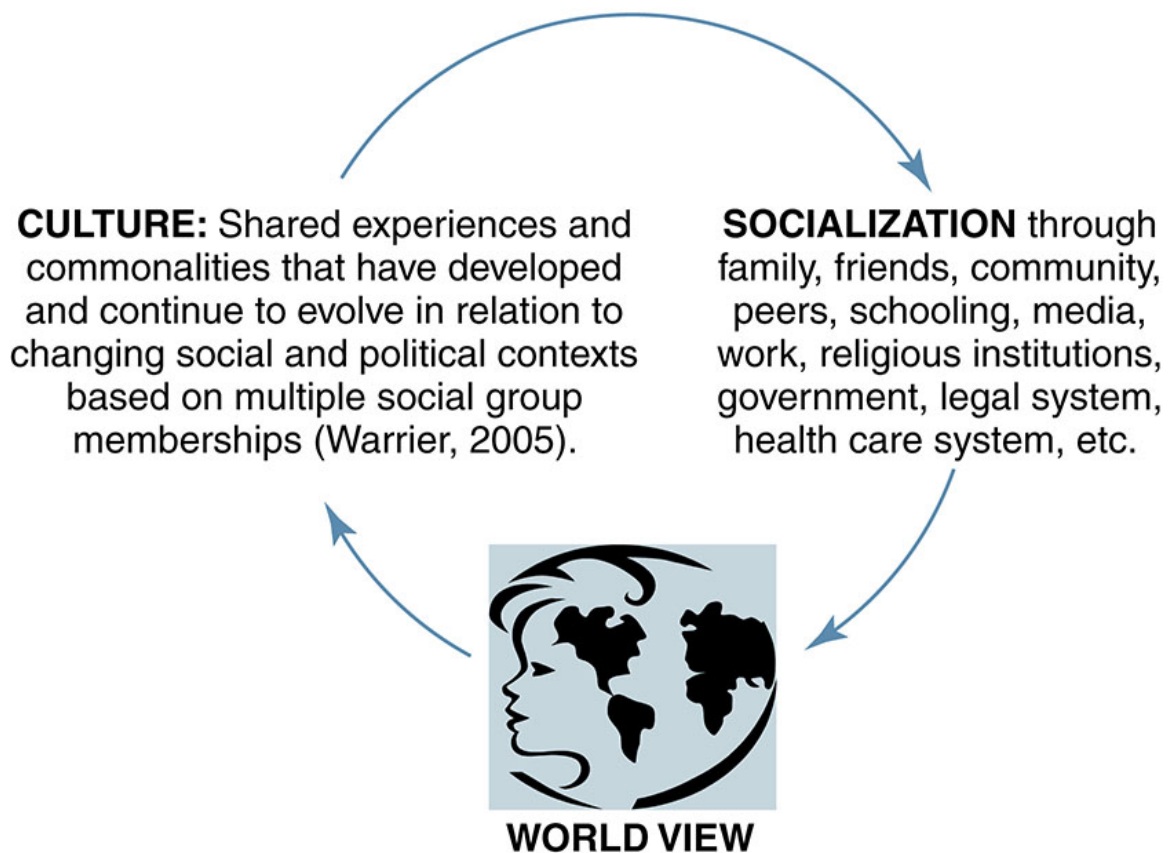 CULTURE: Shared experiences and
commonalities that have developed
and continue to evolve in relation to
changing social and political contexts
based on multiple social group
memberships (Warrier, 2005).
SOCIALIZATION through
family, friends, community,
peers, schooling, media,
work, religious institutions,
government, legal system,
health care system, etc.
WORLD VIEW